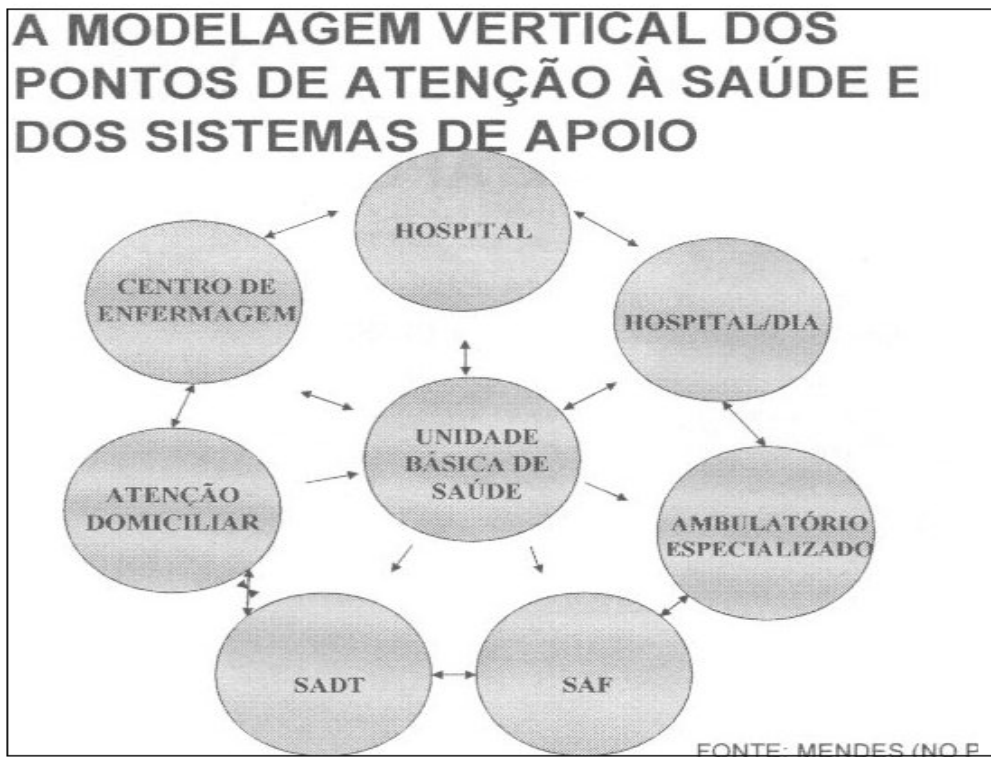 A MODELAGEM VERTICAL DOS
PONTOS DE ATENÇÃO À SAÚDE E
DOS SISTEMAS DE APOIO
HOSPITAL
CENTRO DE
ENFERMAGEM
HOSPITAL/DIA
UNIDADE
BÁSICA DE
SAÚDE
ATENÇÃO
DOMICILIAR
AMBULATÓRIO
ESPECIALIZADO
SADT
SAF
FONTE: MENDES (NO P